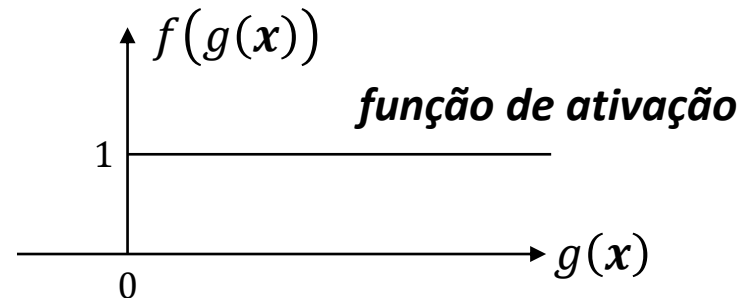 f(g(x))
função de ativação
1
g(x)
0